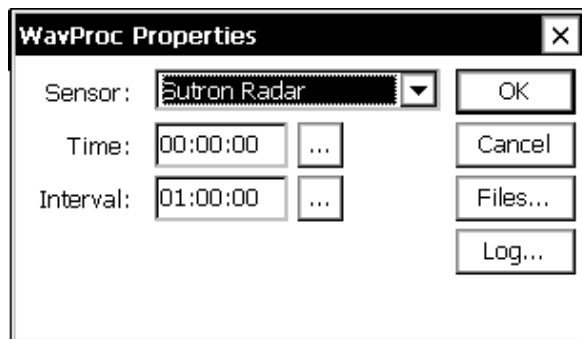 WavProc Properties ×
Sensor: Sutron Radar OK
Time: 00:00:00 ... Cancel
Interval: 01:00:00 ... Files...
Log...